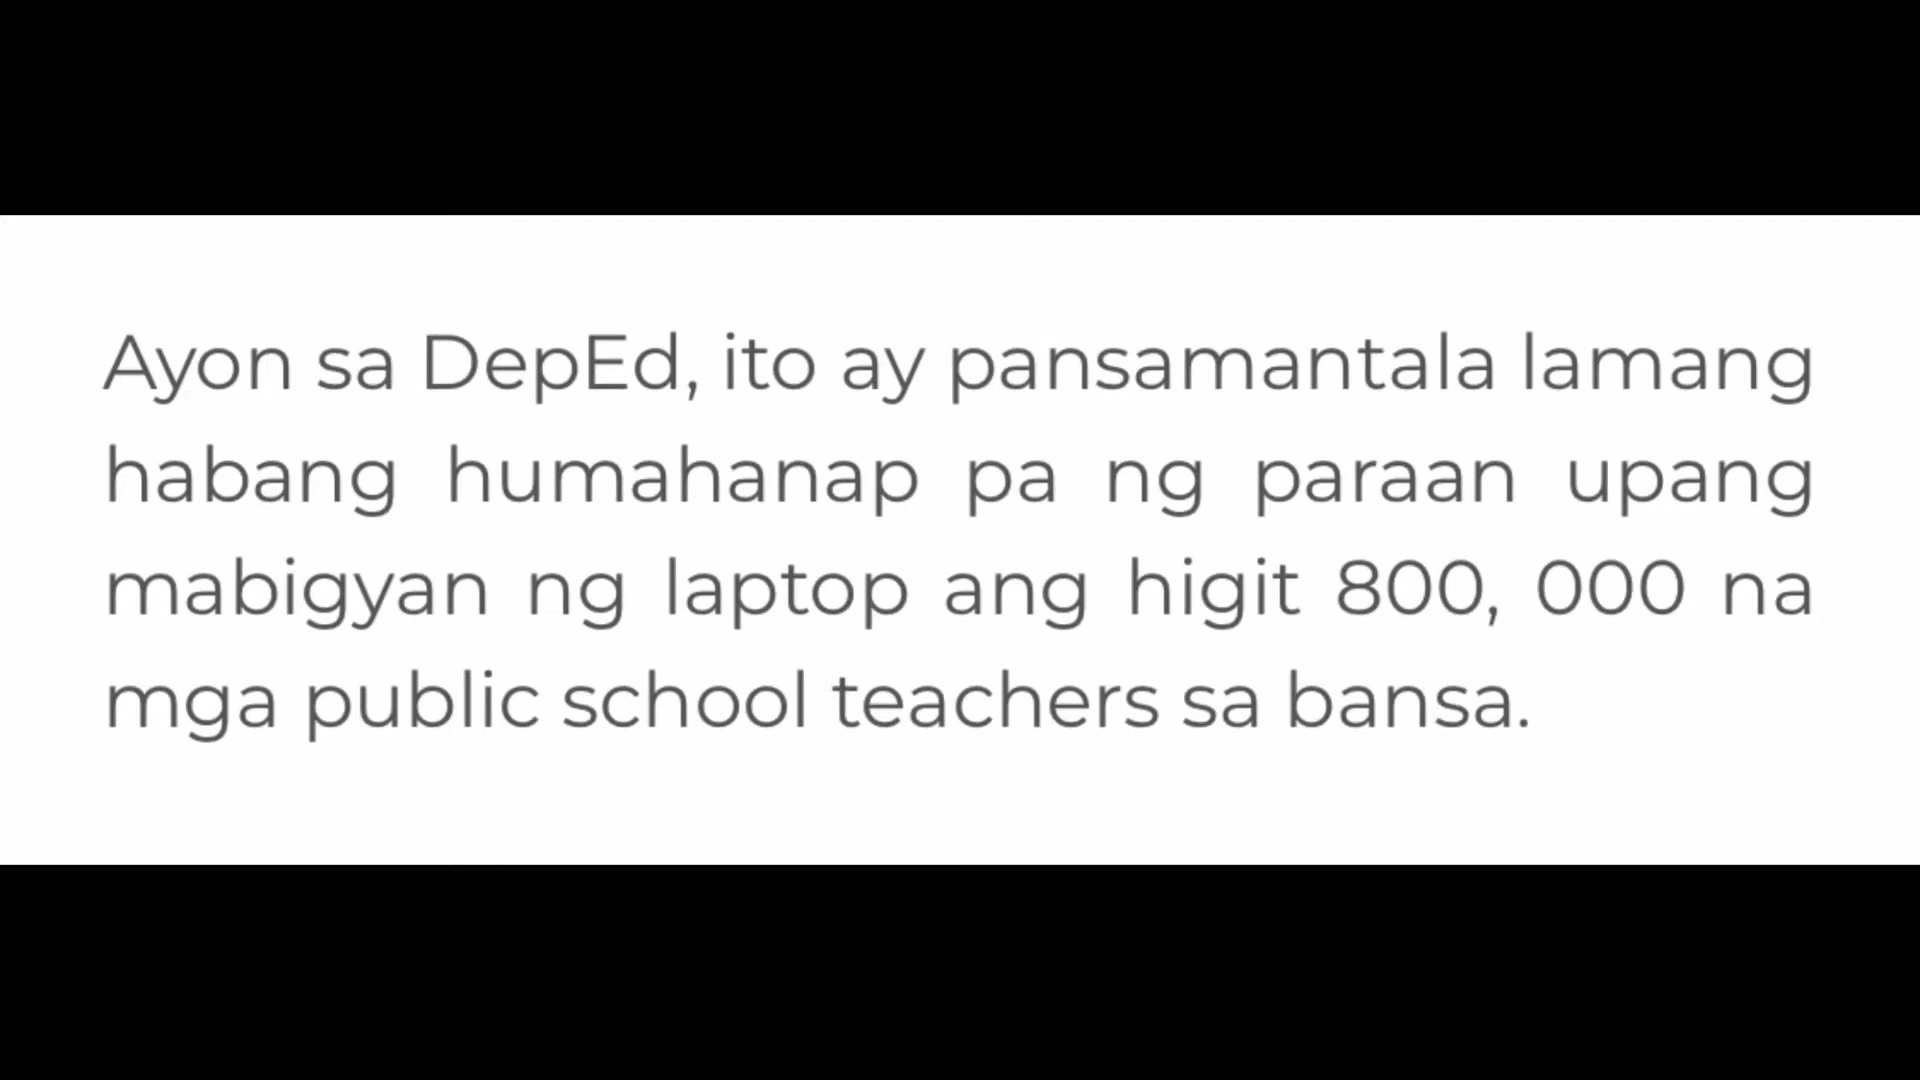 Ayon sa DepEd, ito ay pansamantala lamang
habang humahanap pa ng paraan upang
mabigyan ng laptop ang higit 800, 000 na
mga public school teachers sa bansa.